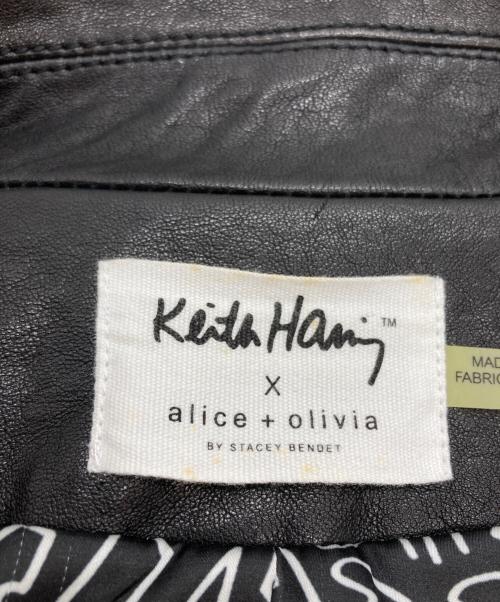 Keith Haring™
X
alice + olivia
BY STACEY BENDET
MAD
FABRIC